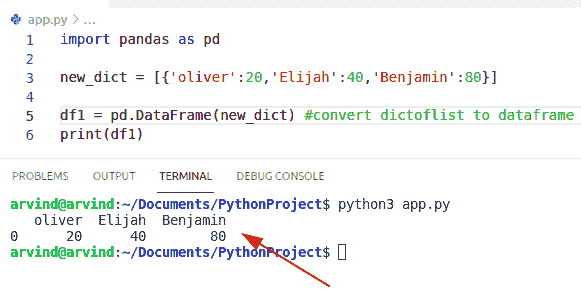 app.py > ...
1 import pandas as pd
2
3 new_dict = [{'oliver':20,'Elijah':40,'Benjamin':80}]
4
5 df1 = pd.DataFrame(new_dict) #convert dictoflist to dataframe
6 print(df1)
PROBLEMS OUTPUT TERMINAL DEBUG CONSOLE
arvind@arvind:~/Documents/PythonProject$ python3 app.py
   oliver  Elijah  Benjamin
0      20      40        80
arvind@arvind:~/Documents/PythonProject$